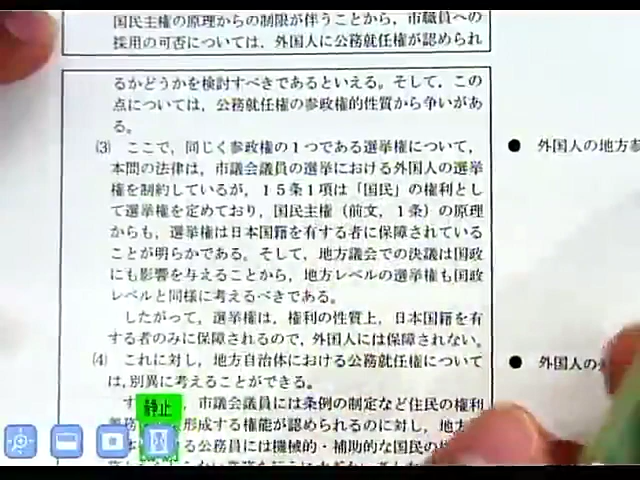 国民主権の原理からの制限が伴うことから，市職員への
採用の可否については，外国人に公務就任権が認められ
るかどうかを検討すべきであるといえる。そして，この
点については，公務就任権の参政権的性質から争いがあ
る。
⑶　ここで，同じく参政権の１つである選挙権について，
本問の法律は，市議会議員の選挙における外国人の選挙
権を制約しているが，１５条１項は「国民」の権利とし
て選挙権を定めており，国民主権（前文，１条）の原理
からも，選挙権は日本国籍を有する者に保障されている
ことが明らかである。そして，地方議会での決議は国政
にも影響を与えることから，地方レベルの選挙権も国政
レベルと同様に考えるべきである。
したがって，選挙権は，権利の性質上，日本国籍を有
する者のみに保障されるので，外国人には保障されない。
⑷　これに対し，地方自治体における公務就任権について
は，別異に考えることができる。
す　市議会議員には条例の制定など住民の権利
形成する権能が認められるのに対し，地方
る公務員には機械的・補助的な国民の
● 外国人の地方参
● 外国人の
静止